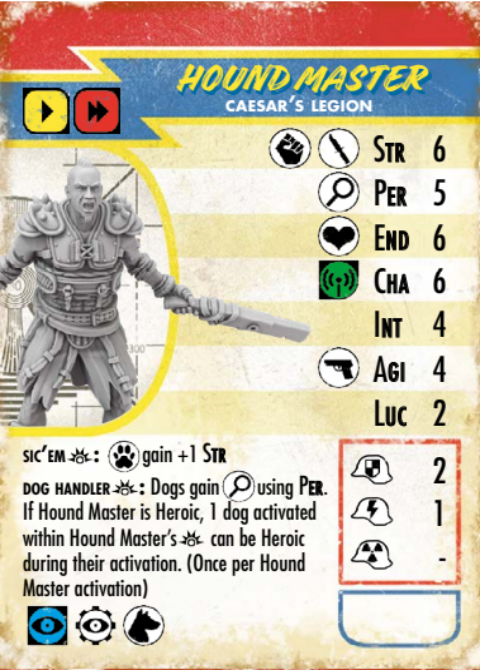 HOUND MASTER
CAESAR'S LEGION
STR 6
PER 5
END 6
CHA 6
INT 4
AGI 4
LUC 2
300
SIC'EM : gain +1 STR
DOG HANDLER : Dogs gain using PER.
If Hound Master is Heroic, 1 dog activated
within Hound Master's can be Heroic
during their activation. (Once per Hound
Master activation)
2
1
-